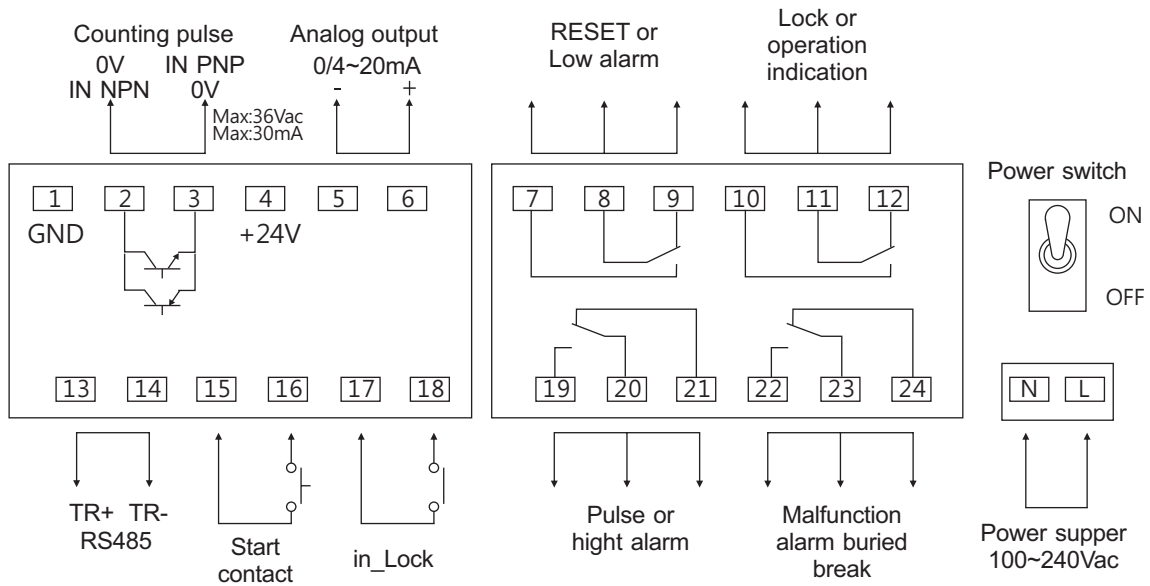 Counting pulse
0V IN PNP
IN NPN 0V
Max:36Vac
Max:30mA
Analog output
0/4~20mA
- +
RESET or
Low alarm
Lock or
operation
indication
1 2 3 4 5 6
GND +24V
7 8 9 10 11 12
Power switch
ON
OFF
13 14 15 16 17 18
19 20 21 22 23 24
N L
TR+ TR-
RS485
Start
contact
in_Lock
Pulse or
hight alarm
Malfunction
alarm buried
break
Power supper
100~240Vac